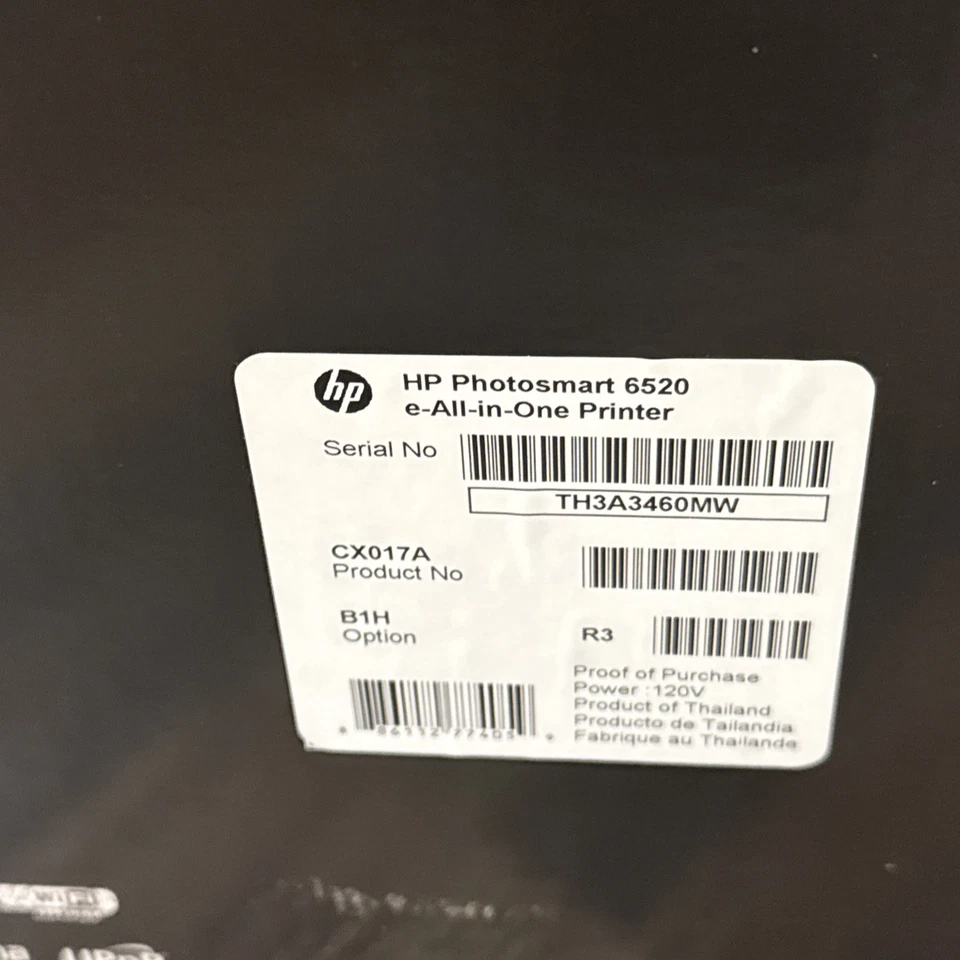 hp
HP Photosmart 6520
e-All-in-One Printer
Serial No
TH3A3460MW
CX017A
Product No
B1H
Option
R3
Proof of Purchase
Power :120V
Product of Thailand
Producto de Tailandia
Fabrique au Thailande
WiFi